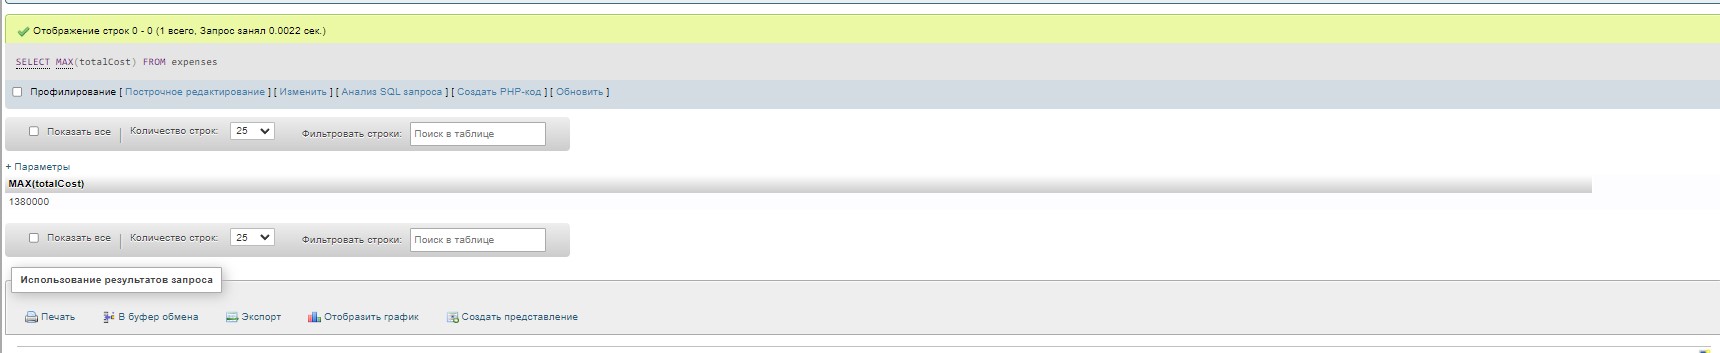 Отображение строк 0 - 0 (1 всего, Запрос занял 0.0022 сек.)
SELECT MAX(totalCost) FROM expenses
Профилирование [ Построчное редактирование ] [ Изменить ] [ Анализ SQL запроса ] [ Создать PHP-код ] [ Обновить ]
Показать все | Количество строк: 25 Фильтровать строки: Поиск в таблице
+ Параметры
MAX(totalCost)
1380000
Показать все | Количество строк: 25 Фильтровать строки: Поиск в таблице
Использование результатов запроса
Печать В буфер обмена Экспорт Отобразить график Создать представление